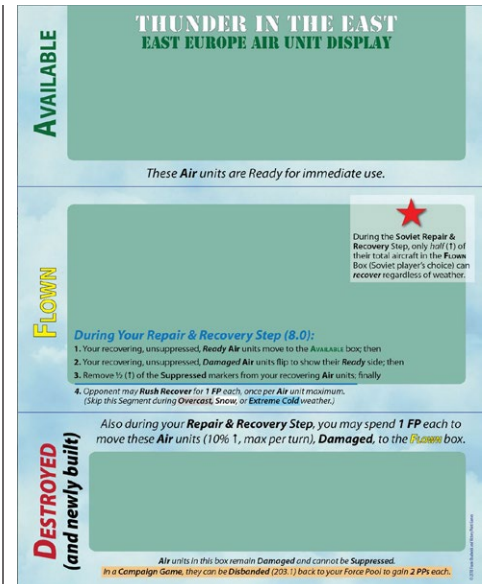 AVAILABLE
THUNDER IN THE EAST
EAST EUROPE AIR UNIT DISPLAY
These Air units are Ready for immediate use.
FLOWN
During the Soviet Repair &
Recovery Step, only half (↑) of
their total aircraft in the FLOWN
Box (Soviet player's choice) can
recover regardless of weather.
During Your Repair & Recovery Step (8.0):
1. Your recovering, unsuppressed, Ready Air units move to the AVAILABLE box; then
2. Your recovering, unsuppressed, Damaged Air units flip to show their Ready side; then
3. Remove ½ (↑) of the Suppressed markers from your recovering Air units; finally
4. Opponent may Rush Recover for 1 FP each, once per Air unit maximum.
(Skip this Segment during Overcast, Snow, or Extreme Cold weather.)
DESTROYED
(and newly built)
Also during your Repair & Recovery Step, you may spend 1 FP each to
move these Air units (10% ↑, max per turn), Damaged, to the FLOWN box.
Air units in this box remain Damaged and cannot be Suppressed.
In a Campaign Game, they can be Disbanded (203.1) back to your Force Pool to gain 2 PPs each.